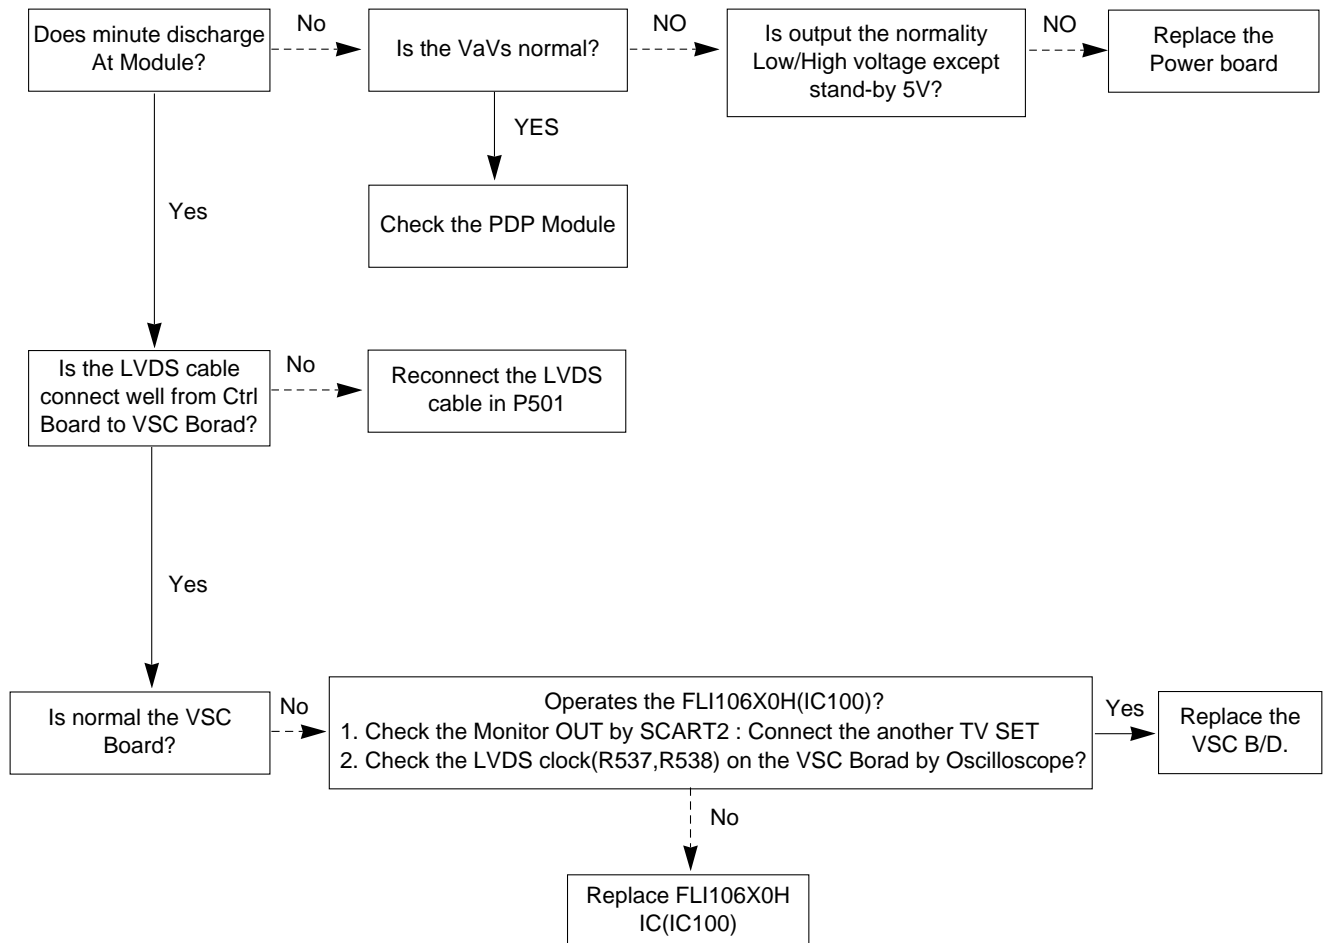 Does minute discharge
At Module?
No
Is the VaVs normal?
NO
Is output the normality
Low/High voltage except
stand-by 5V?
NO
Replace the
Power board
YES
Check the PDP Module
Yes
Is the LVDS cable
connect well from Ctrl
Board to VSC Borad?
No
Reconnect the LVDS
cable in P501
Yes
Is normal the VSC
Board?
No
Operates the FLI106X0H(IC100)?
1. Check the Monitor OUT by SCART2 : Connect the another TV SET
2. Check the LVDS clock(R537,R538) on the VSC Borad by Oscilloscope?
Yes
Replace the
VSC B/D.
No
Replace FLI106X0H
IC(IC100)